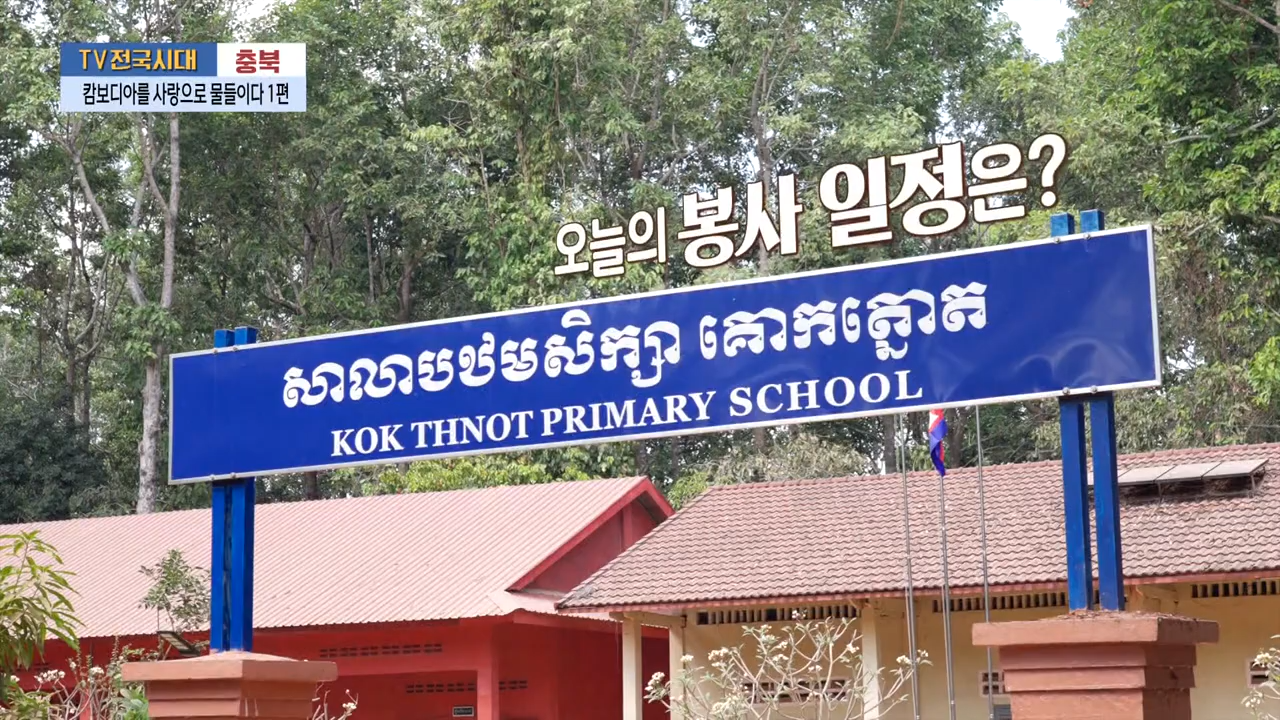 TV전국시대 충북
캄보디아를 사랑으로 물들이다 1편
오늘의 봉사 일정은?
សាលាបឋមសិក្សា គោកត្នោត
KOK THNOT PRIMARY SCHOOL